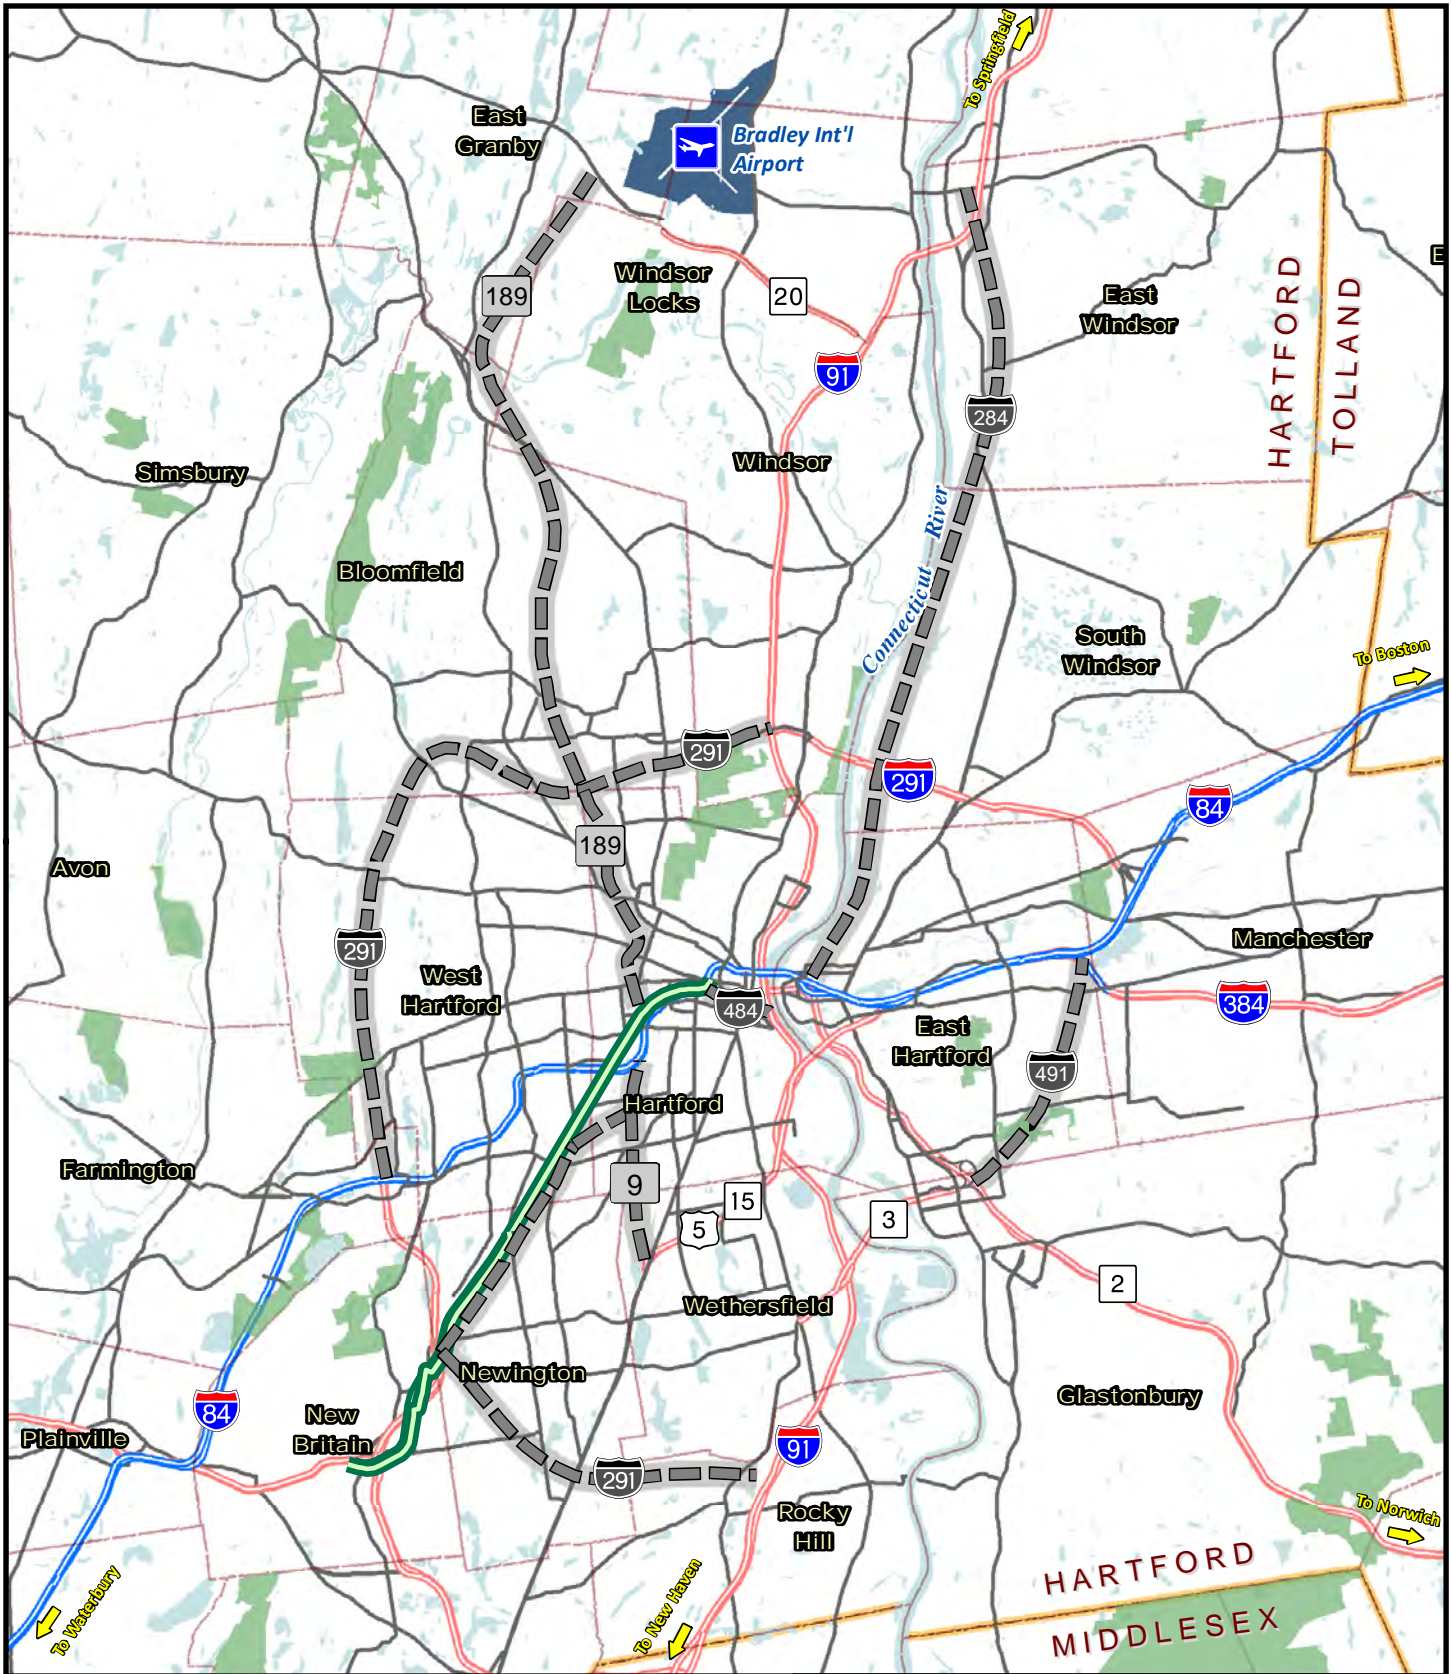 To Springfield
East
Granby
Bradley Int'l
Airport
189
Windsor
Locks
20
East
Windsor
HARTFORD
TOLLAND
E
91
284
Simsbury
Windsor
Connecticut River
Bloomfield
South
Windsor
To Boston
291
291
84
189
Avon
291
Manchester
West
Hartford
484
384
East
Hartford
491
Hartford
Farmington
9
15
5
3
2
Wethersfield
Newington
Glastonbury
84
New
Britain
Plainville
91
291
Rocky
Hill
To Norwich
To Waterbury
To New Haven
HARTFORD
MIDDLESEX